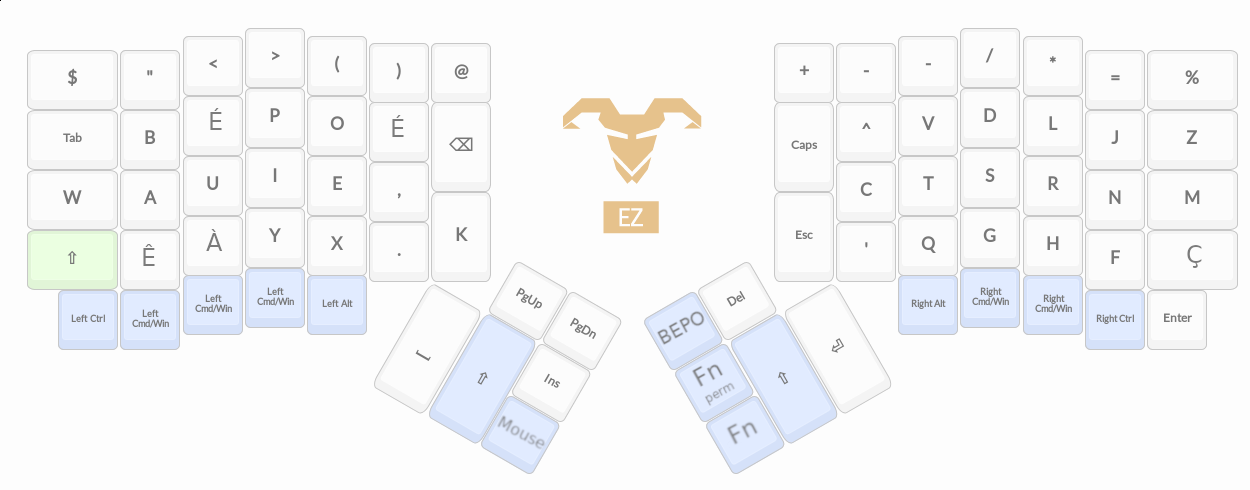 $ " < > ( ) @ + - - / * = %
Tab B É P O É ⌫ Caps ^ V D L J Z
W A U I E , C T S R N M
⇧ Ê À Y X . K Esc ' Q G H F Ç
Left Ctrl Left Cmd/Win Left Cmd/Win Left Cmd/Win Left Alt Right Alt Right Cmd/Win Right Cmd/Win Right Ctrl Enter
EZ
PgUp PgDn BEPO Del
⇧ Ins Fn perm ⇧ ⏎
Mouse Fn